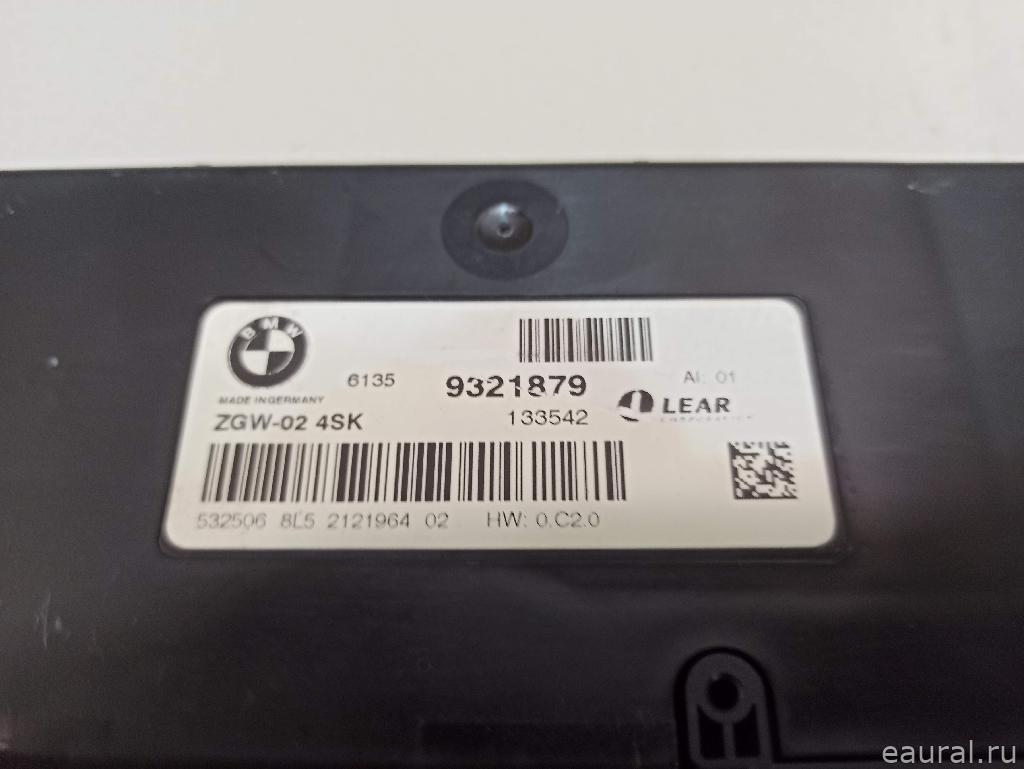 BMW
6135 9321879 AI: 01
MADE IN GERMANY
ZGW-02 4SK 133542 LEAR
CORPORATION
532506 8L5 2121964 02 HW: 0.C2.0
eaural.ru